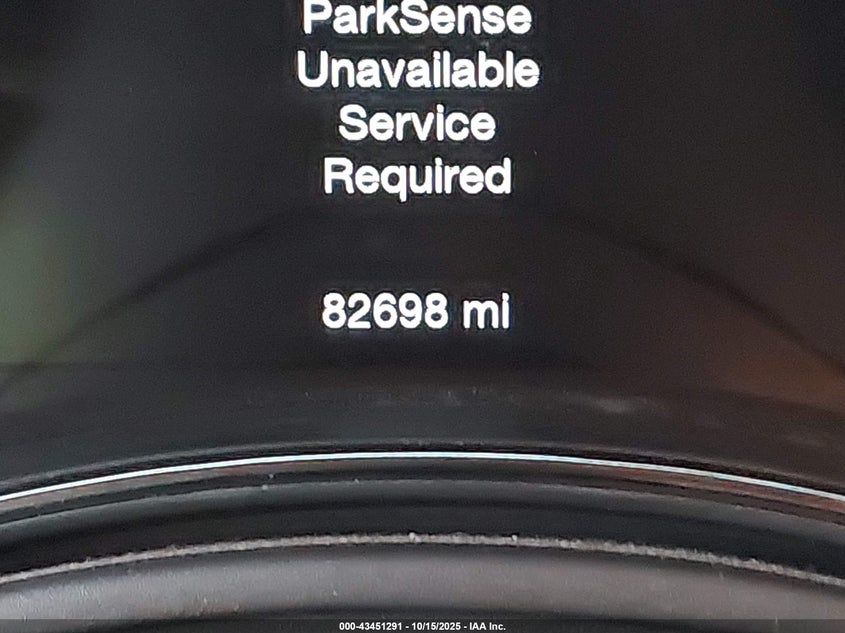 ParkSense
Unavailable
Service
Required
82698 mi
000-43451291 - 10/15/2025 - IAA Inc.